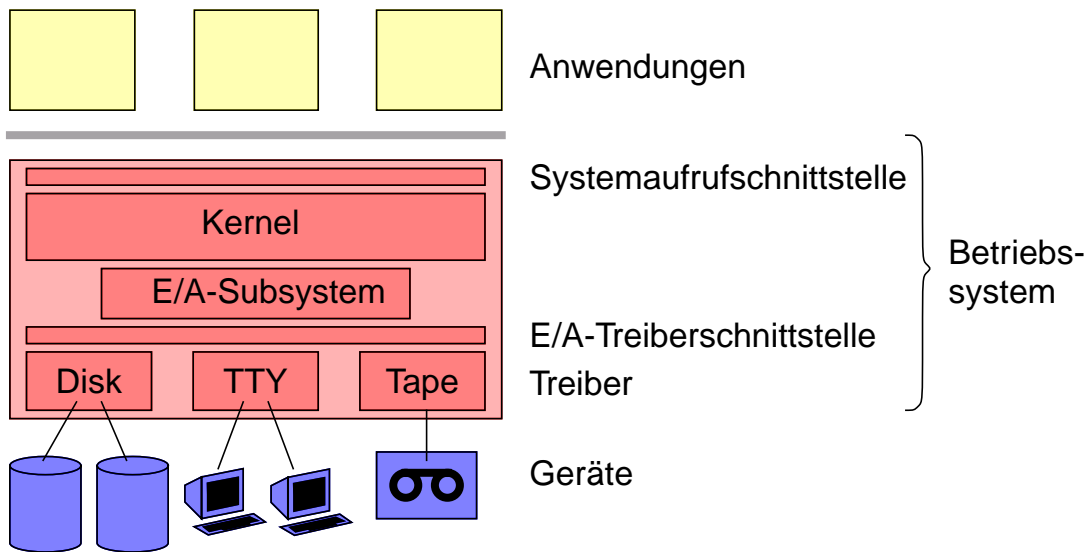 Anwendungen
Systemaufrufschnittstelle
Kernel
Betriebs-
system
E/A-Subsystem
E/A-Treiberschnittstelle
Disk
TTY
Tape
Treiber
Geräte